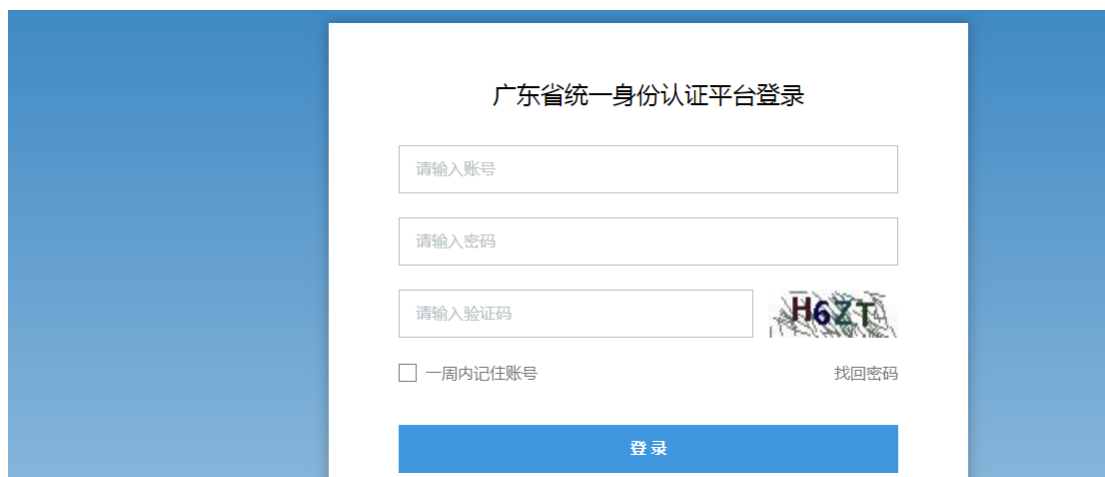 广东省统一身份认证平台登录
请输入账号
请输入密码
请输入验证码 H6ZT
一周内记住账号 找回密码
登录